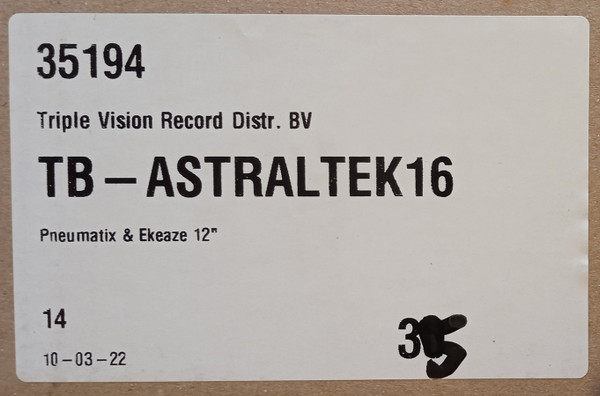 35194
Triple Vision Record Distr. BV
TB – ASTRALTEK16
Pneumatix & Ekeaze 12"
14
35
10-03-22